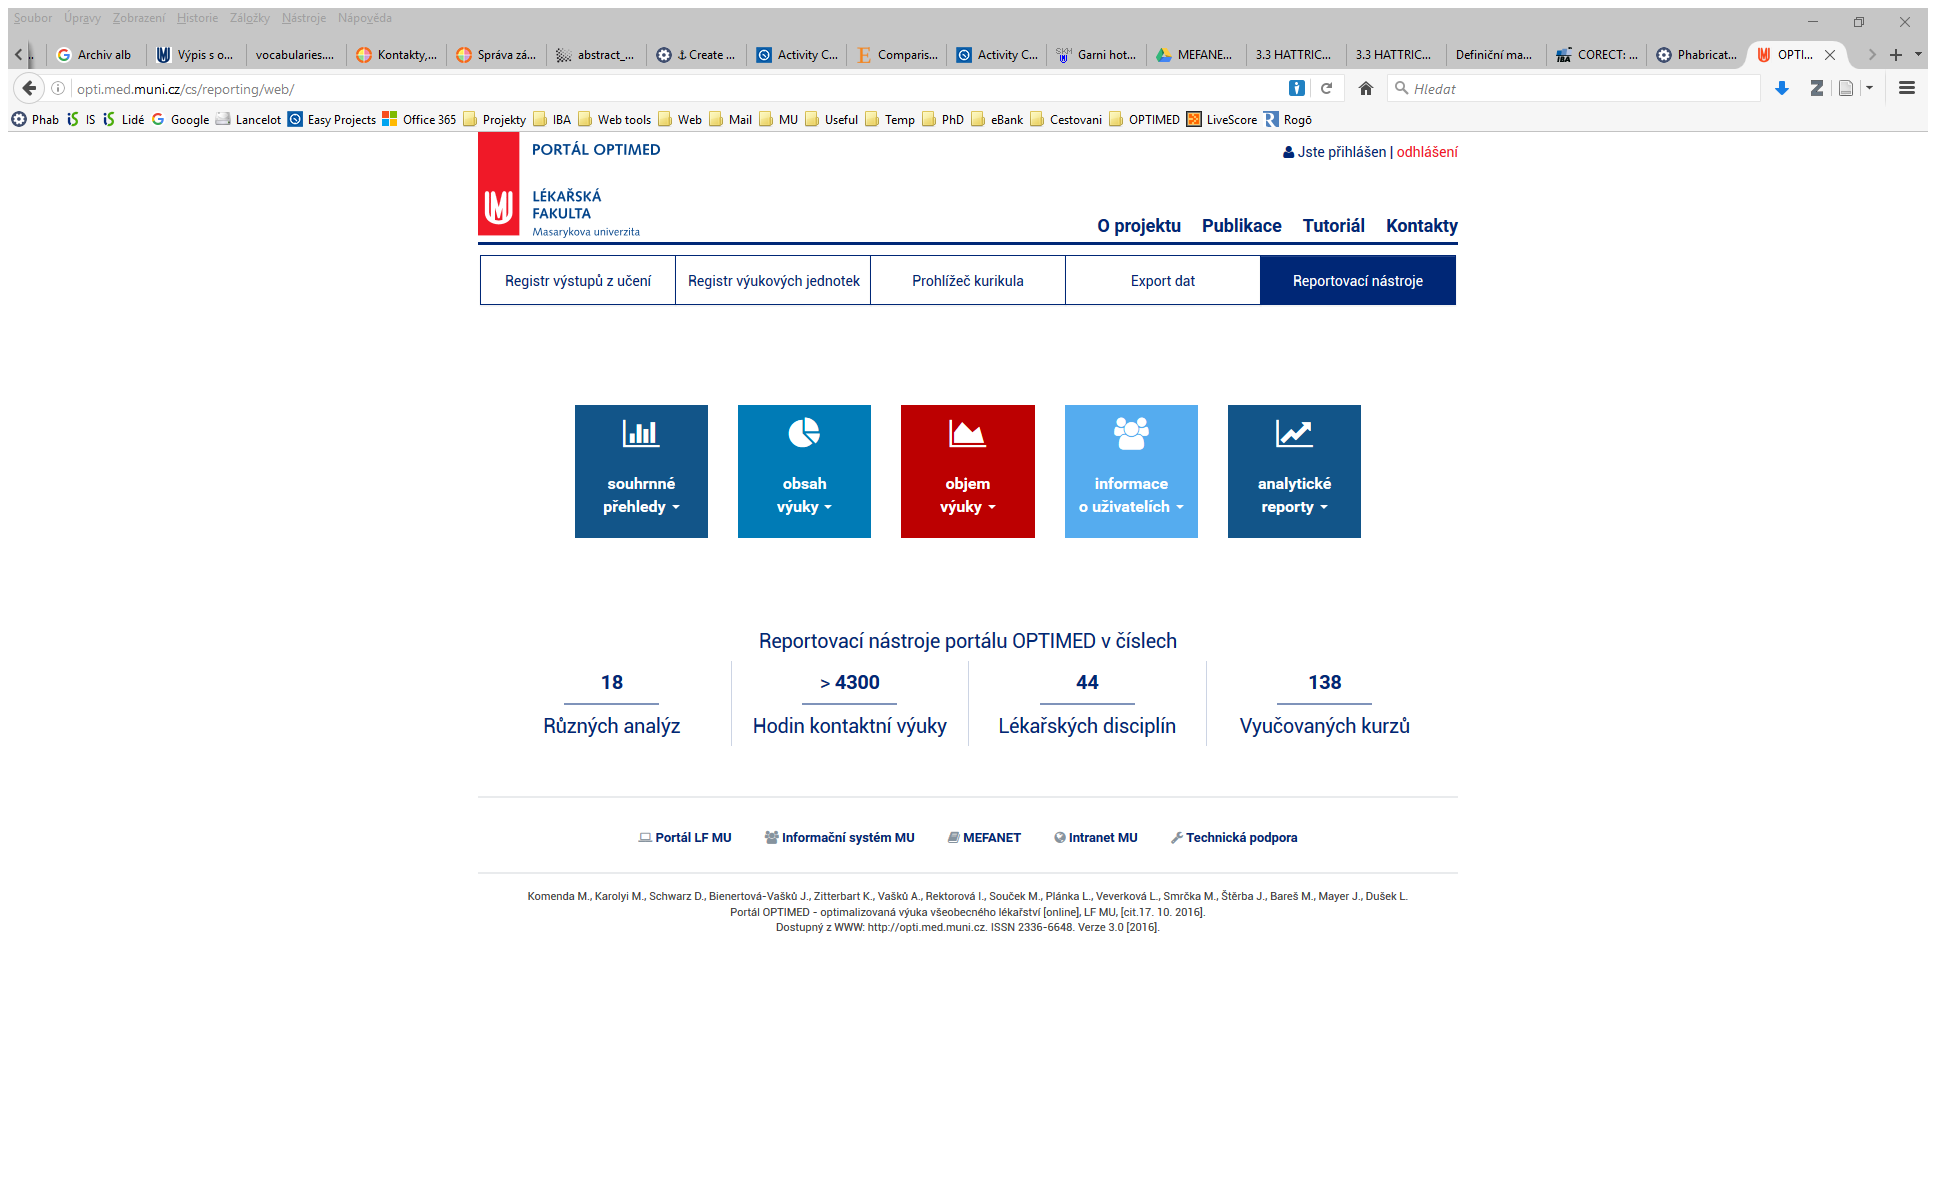 Soubor Úpravy Zobrazení Historie Záložky Nástroje Nápověda
Archiv alb Výpis s o... vocabularies.... Kontakty,... Správa zá... abstract_... Create ... Activity C... Comparis... Activity C... Garni hot... MEFANE... 3.3 HATTRIC... 3.3 HATTRIC... Definiční ma... CORECT: ... Phabricat... OPTI...
opti.med.muni.cz/cs/reporting/web/ Hledat
Phab IS Lidé Google Lancelot Easy Projects Office 365 Projekty IBA Web tools Web Mail MU Useful Temp PhD eBank Cestovani OPTIMED LiveScore Rogō
PORTÁL OPTIMED
Jste přihlášen | odhlášení
LÉKAŘSKÁ
FAKULTA
Masarykova univerzita
O projektu Publikace Tutoriál Kontakty
Registr výstupů z učení Registr výukových jednotek Prohlížeč kurikula Export dat Reportovací nástroje
souhrnné
přehledy
obsah
výuky
objem
výuky
informace
o uživatelích
analytické
reporty
Reportovací nástroje portálu OPTIMED v číslech
18 > 4300 44 138
Různých analýz Hodin kontaktní výuky Lékařských disciplín Vyučovaných kurzů
Portál LF MU Informační systém MU MEFANET Intranet MU Technická podpora
Komenda M., Karolyi M., Schwarz D., Bienertová-Vašků J., Zitterbart K., Vašků A., Rektorová I., Souček M., Plánka L., Veverková L., Smrčka M., Štěrba J., Bareš M., Mayer J., Dušek L.
Portál OPTIMED - optimalizovaná výuka všeobecného lékařství [online], LF MU, [cit.17. 10. 2016].
Dostupný z WWW: http://opti.med.muni.cz. ISSN 2336-6648. Verze 3.0 [2016].